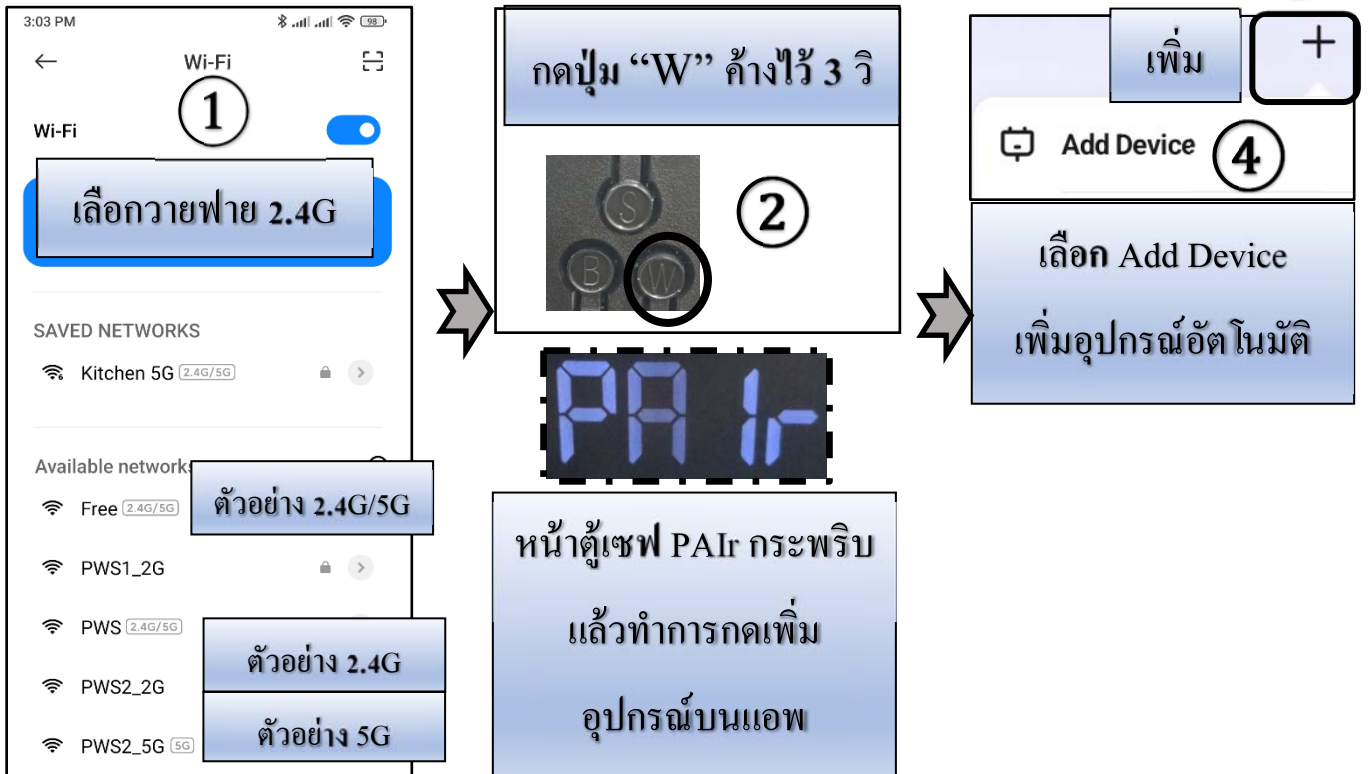 3:03 PM
98
Wi-Fi
①
Wi-Fi
เลือกวายฟาย 2.4G
SAVED NETWORKS
Kitchen 5G 2.4G/5G
Available networks
Free 2.4G/5G
ตัวอย่าง 2.4G/5G
PWS1_2G
PWS 2.4G/5G
ตัวอย่าง 2.4G
PWS2_2G
ตัวอย่าง 5G
PWS2_5G 5G
กดปุ่ม “W” ค้างไว้ 3 วิ
S
②
B W
PAIr
หน้าตู้เซฟ PAIr กระพริบ
แล้วทำการกดเพิ่ม
อุปกรณ์บนแอพ
เพิ่ม
+
Add Device
④
เลือก Add Device
เพิ่มอุปกรณ์อัตโนมัติ